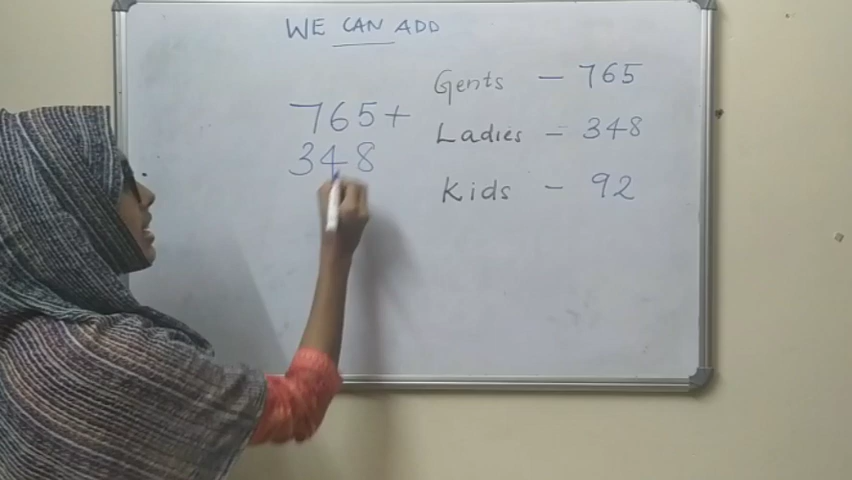 WE CAN ADD
765+
348
Gents - 765
Ladies - 348
Kids - 92